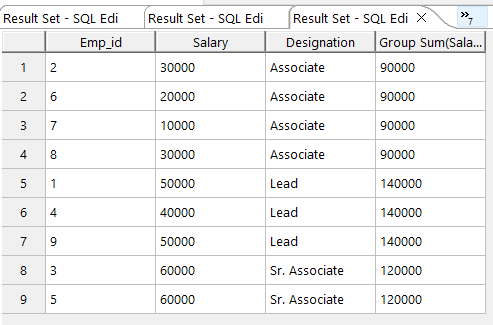 Result Set - SQL Edi Result Set - SQL Edi Result Set - SQL Edi » 7
Emp_id Salary Designation Group Sum(Sala...
1 2 30000 Associate 90000
2 6 20000 Associate 90000
3 7 10000 Associate 90000
4 8 30000 Associate 90000
5 1 50000 Lead 140000
6 4 40000 Lead 140000
7 9 50000 Lead 140000
8 3 60000 Sr. Associate 120000
9 5 60000 Sr. Associate 120000